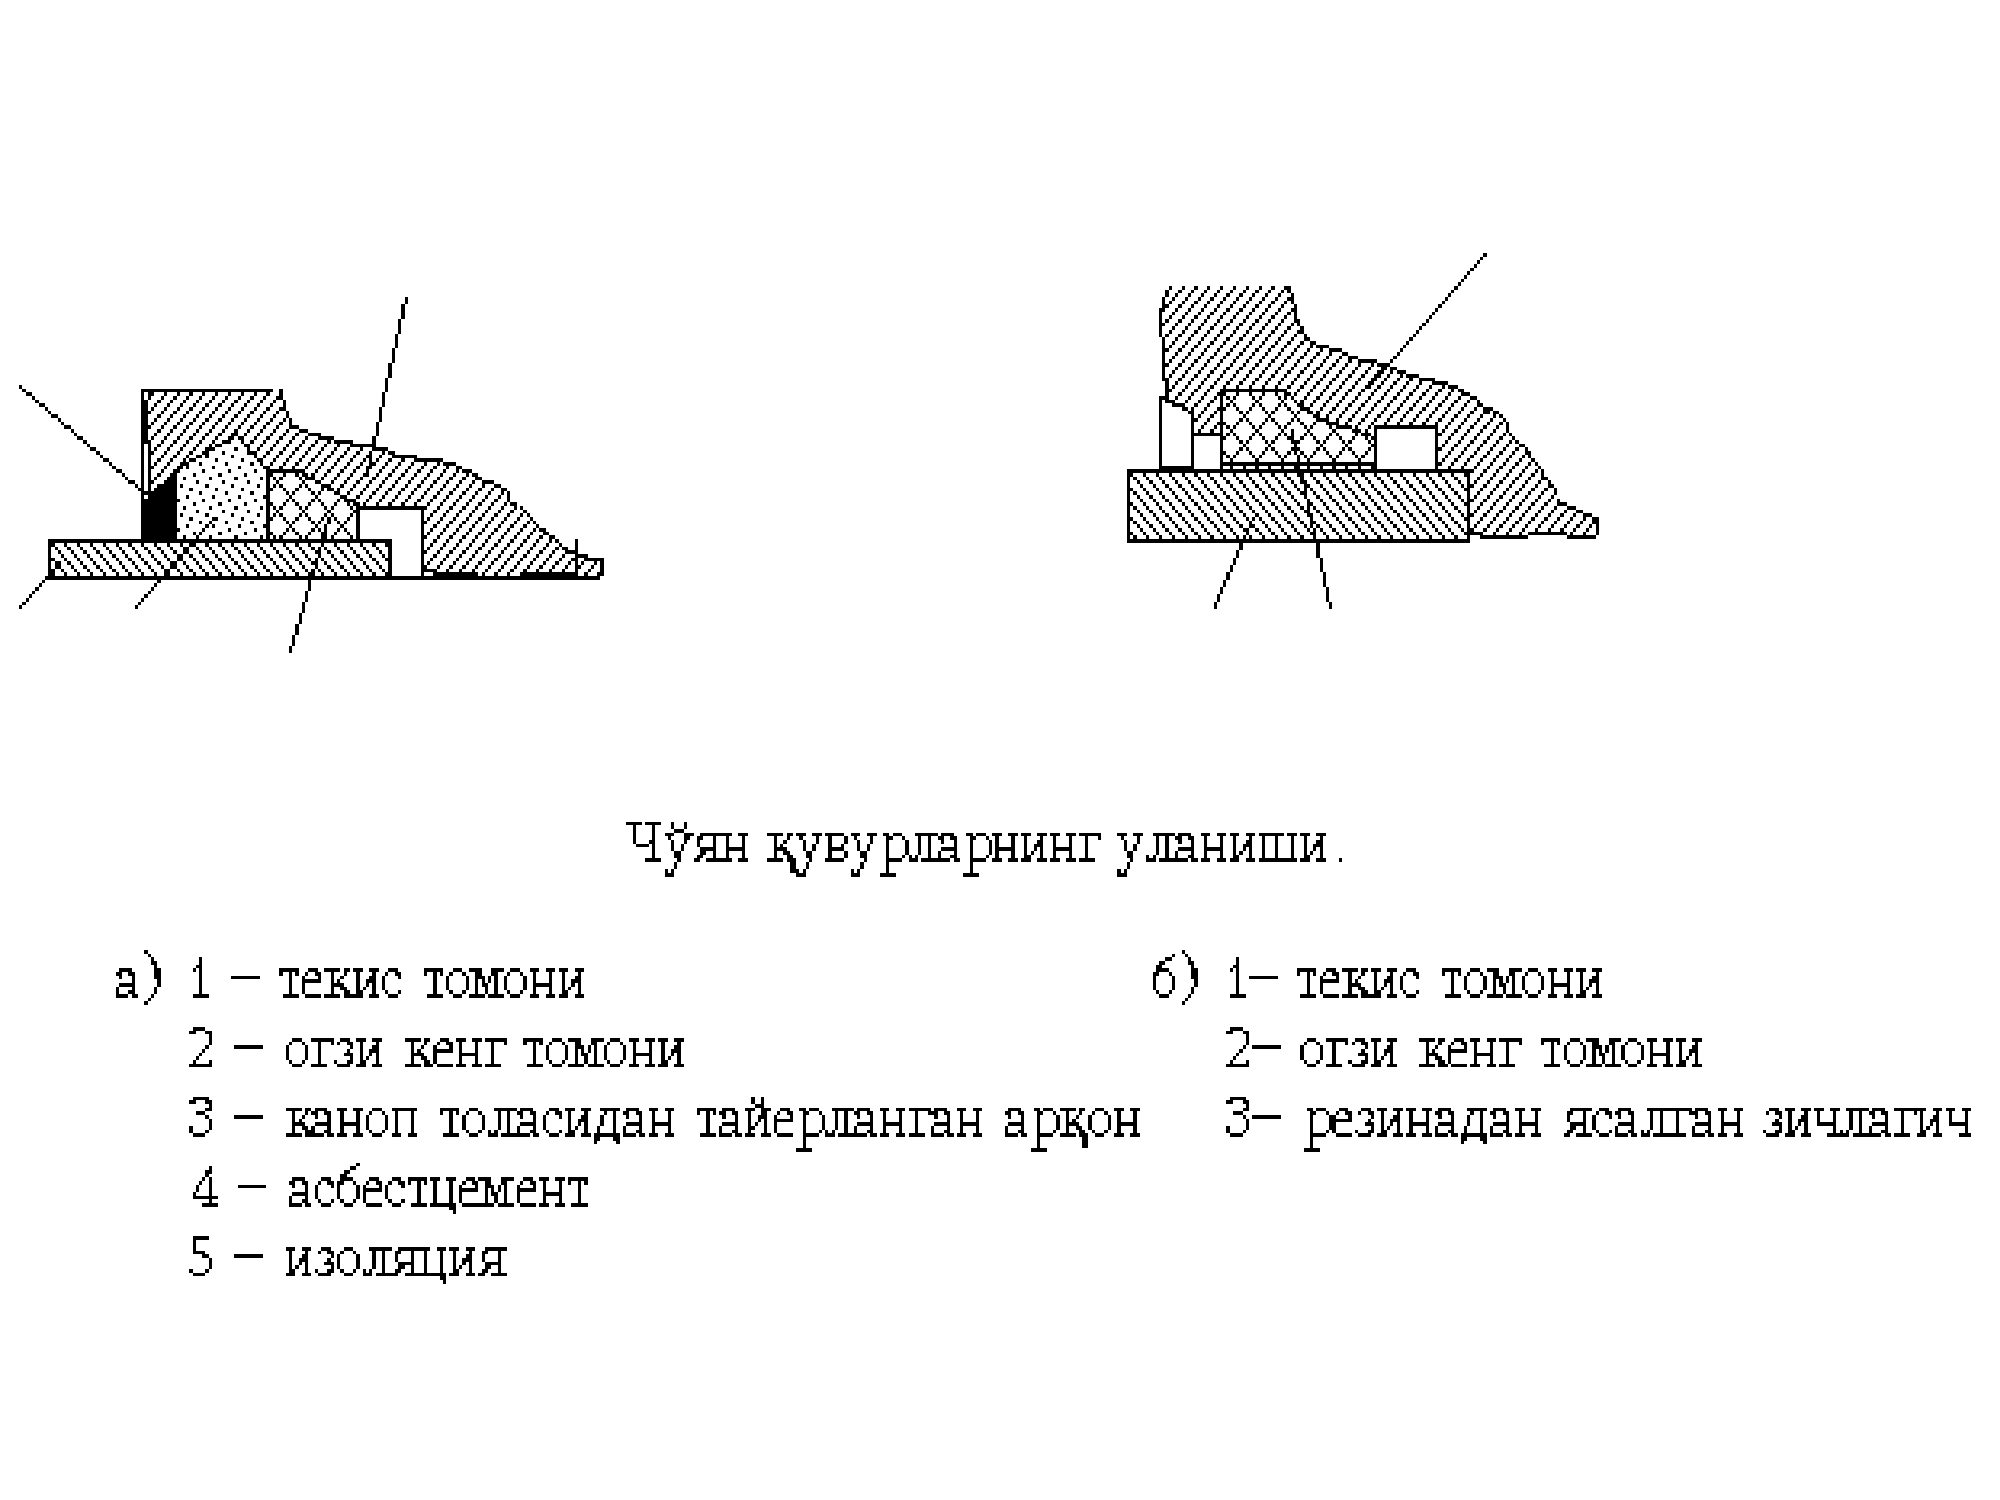 Чўян қувурларнинг уланиши.
а) 1 – текис томони
2 – огзи кенг томони
3 – каноп толасидан тайерланган арқон
4 – асбестцемент
5 – изоляция
б) 1– текис томони
2– огзи кенг томони
3– резинадан ясалган зичлагич